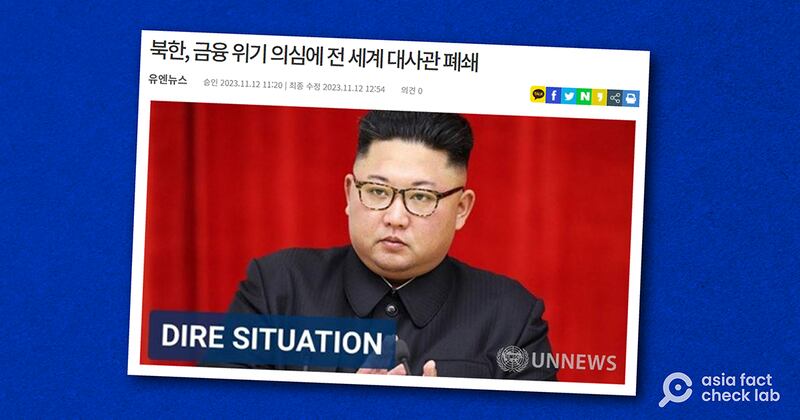 북한, 금융 위기 의심에 전 세계 대사관 폐쇄
유엔뉴스 승인 2023.11.12 11:20 | 최종 수정 2023.11.12 12:54 의견 0
TALK
DIRE SITUATION
UNNEWS
asia fact
check lab